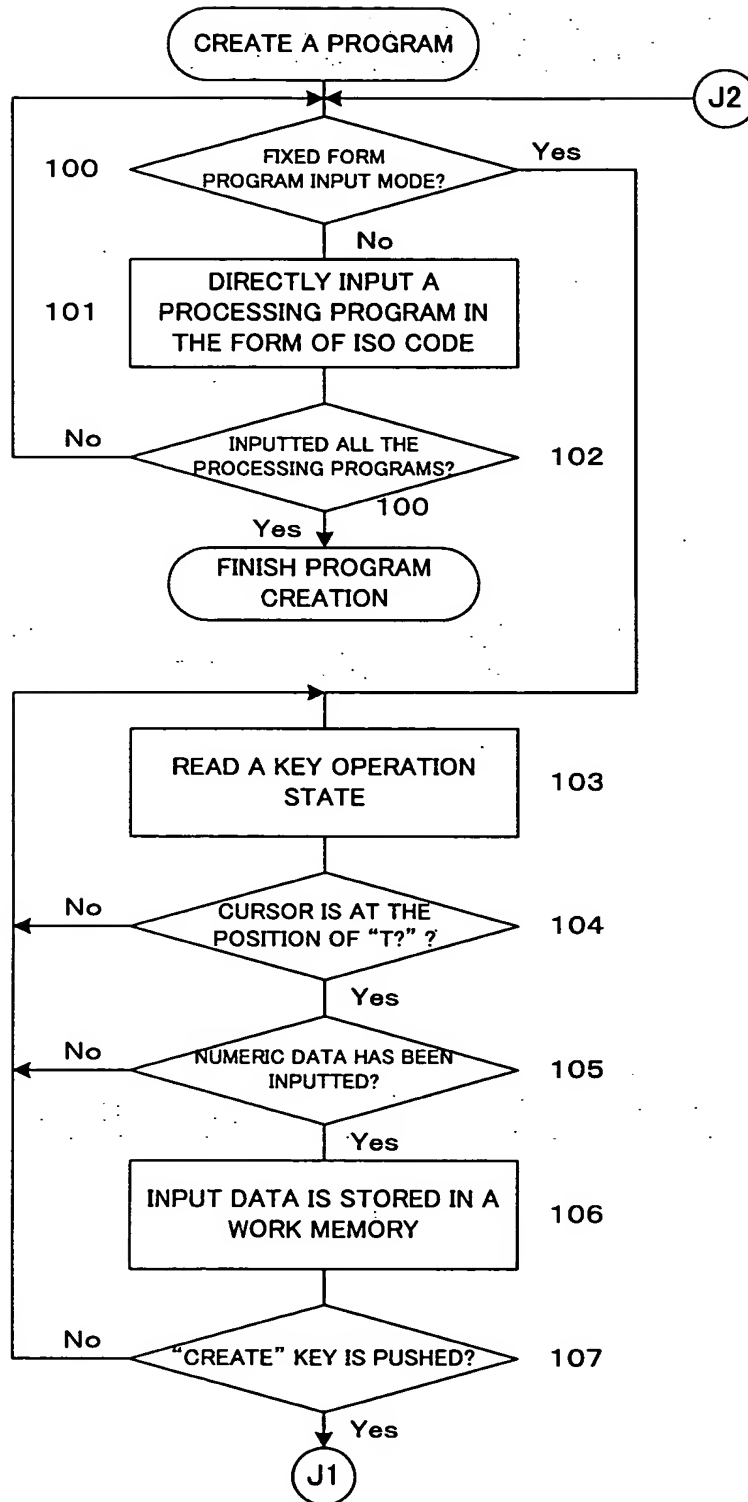 CREATE A PROGRAM
J2
FIXED FORM
PROGRAM INPUT MODE?
Yes
100
No
DIRECTLY INPUT A
PROCESSING PROGRAM IN
THE FORM OF ISO CODE
101
No
INPUTTED ALL THE
PROCESSING PROGRAMS?
102
100
Yes
FINISH PROGRAM
CREATION
READ A KEY OPERATION
STATE
103
No
CURSOR IS AT THE
POSITION OF "T?" ?
104
Yes
No
NUMERIC DATA HAS BEEN
INPUTTED?
105
Yes
INPUT DATA IS STORED IN A
WORK MEMORY
106
No
"CREATE" KEY IS PUSHED?
107
Yes
J1